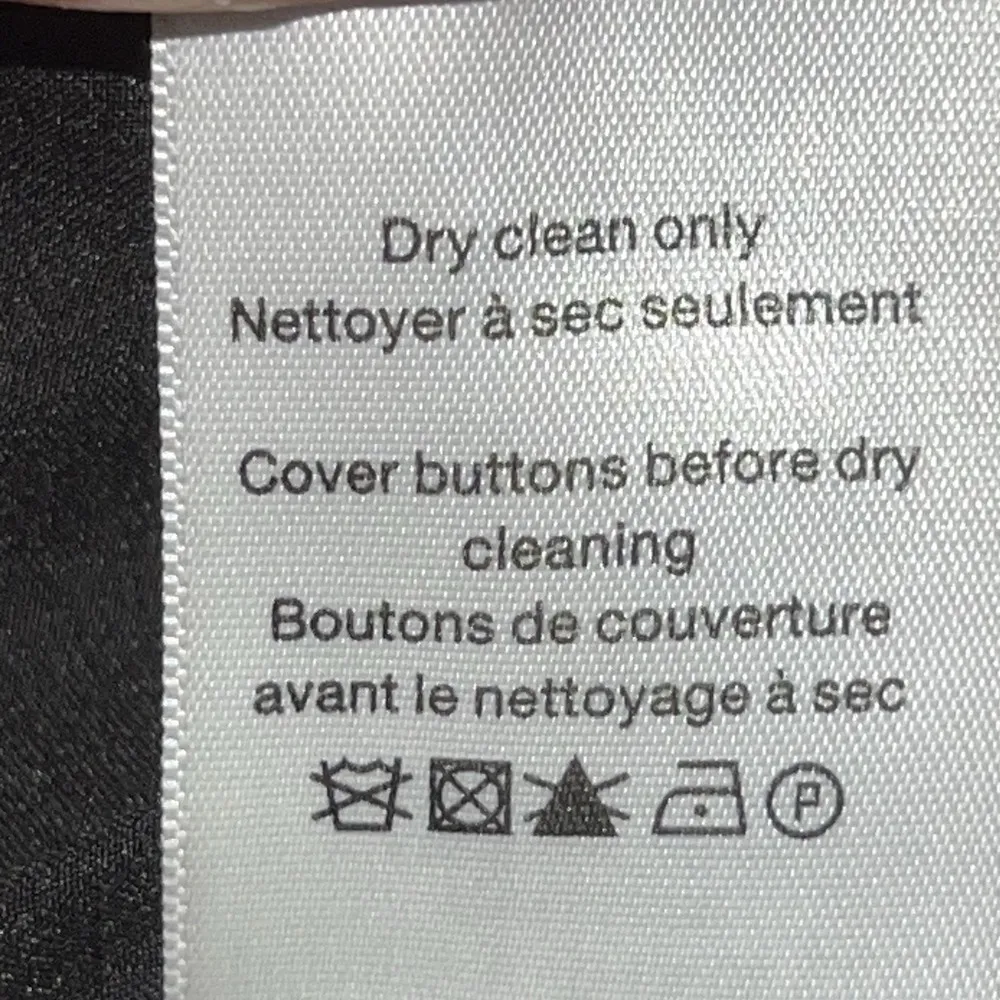 Dry clean only
Nettoyer à sec seulement
Cover buttons before dry
cleaning
Boutons de couverture
avant le nettoyage à sec
P